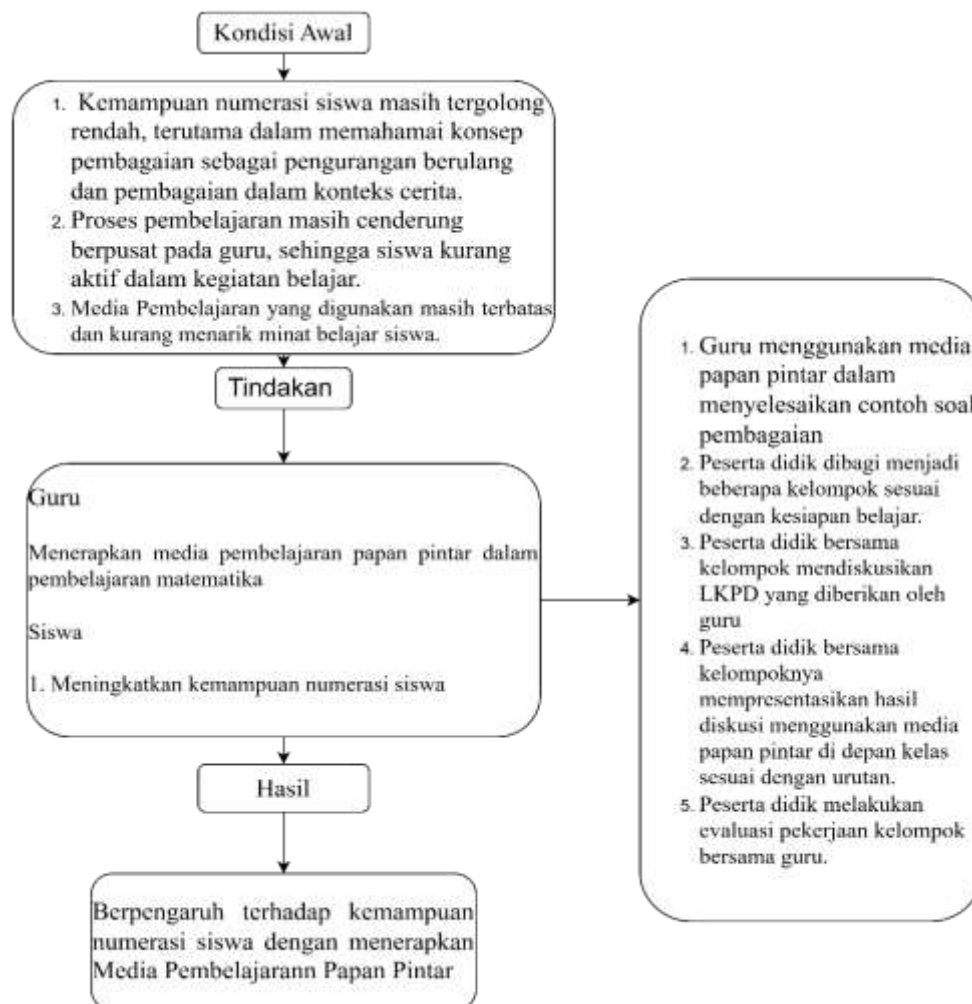 Kondisi Awal
1. Kemampuan numerasi siswa masih tergolong
rendah, terutama dalam memahamai konsep
pembagaian sebagai pengurangan berulang
dan pembagaian dalam konteks cerita.
2. Proses pembelajaran masih cenderung
berpusat pada guru, sehingga siswa kurang
aktif dalam kegiatan belajar.
3. Media Pembelajaran yang digunakan masih terbatas
dan kurang menarik minat belajar siswa.
Tindakan
Guru
Menerapkan media pembelajaran papan pintar dalam
pembelajaran matematika
Siswa
1. Meningkatkan kemampuan numerasi siswa
1. Guru menggunakan media
papan pintar dalam
menyelesaikan contoh soal
pembagaian
2. Peserta didik dibagi menjadi
beberapa kelompok sesuai
dengan kesiapan belajar.
3. Peserta didik bersama
kelompok mendiskusikan
LKPD yang diberikan oleh
guru
4. Peserta didik bersama
kelompoknya
mempresentasikan hasil
diskusi menggunakan media
papan pintar di depan kelas
sesuai dengan urutan.
5. Peserta didik melakukan
evaluasi pekerjaan kelompok
bersama guru.
Hasil
Berpengaruh terhadap kemampuan
numerasi siswa dengan menerapkan
Media Pembelajarann Papan Pintar